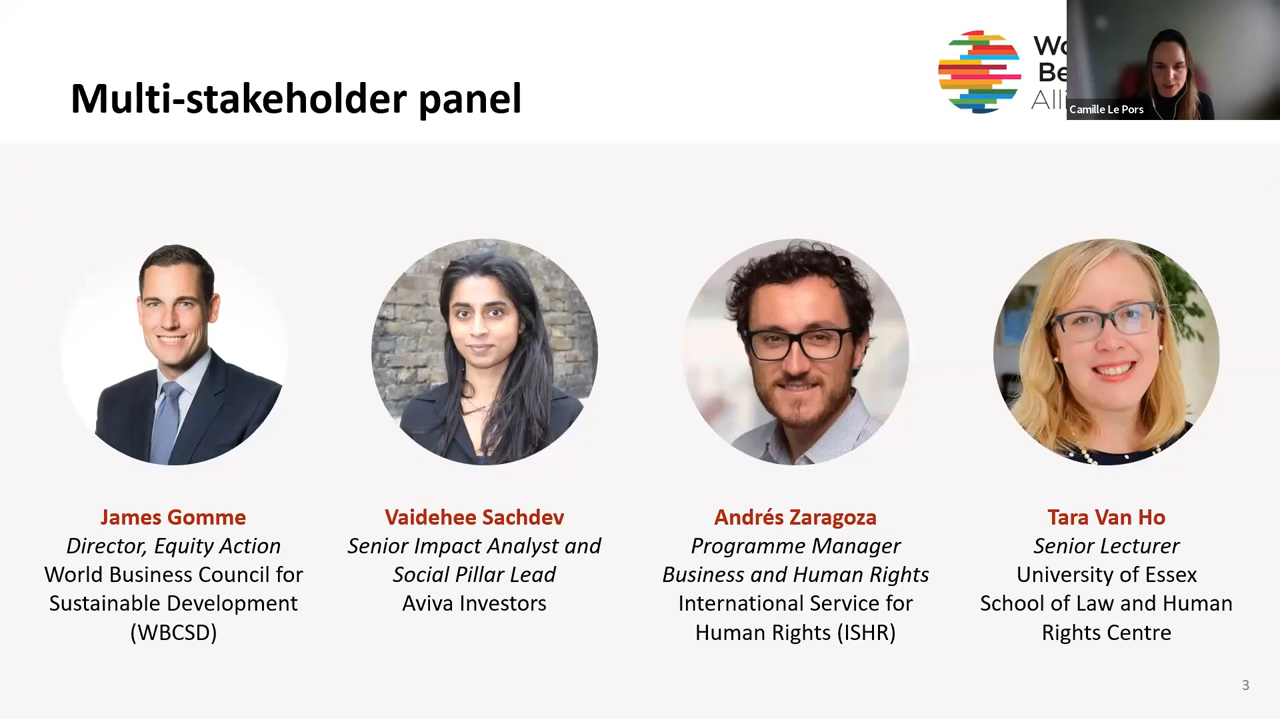 Multi-stakeholder panel
Camille Le Pors
James Gomme
Director, Equity Action
World Business Council for
Sustainable Development
(WBCSD)
Vaidehee Sachdev
Senior Impact Analyst and
Social Pillar Lead
Aviva Investors
Andrés Zaragoza
Programme Manager
Business and Human Rights
International Service for
Human Rights (ISHR)
Tara Van Ho
Senior Lecturer
University of Essex
School of Law and Human
Rights Centre
3